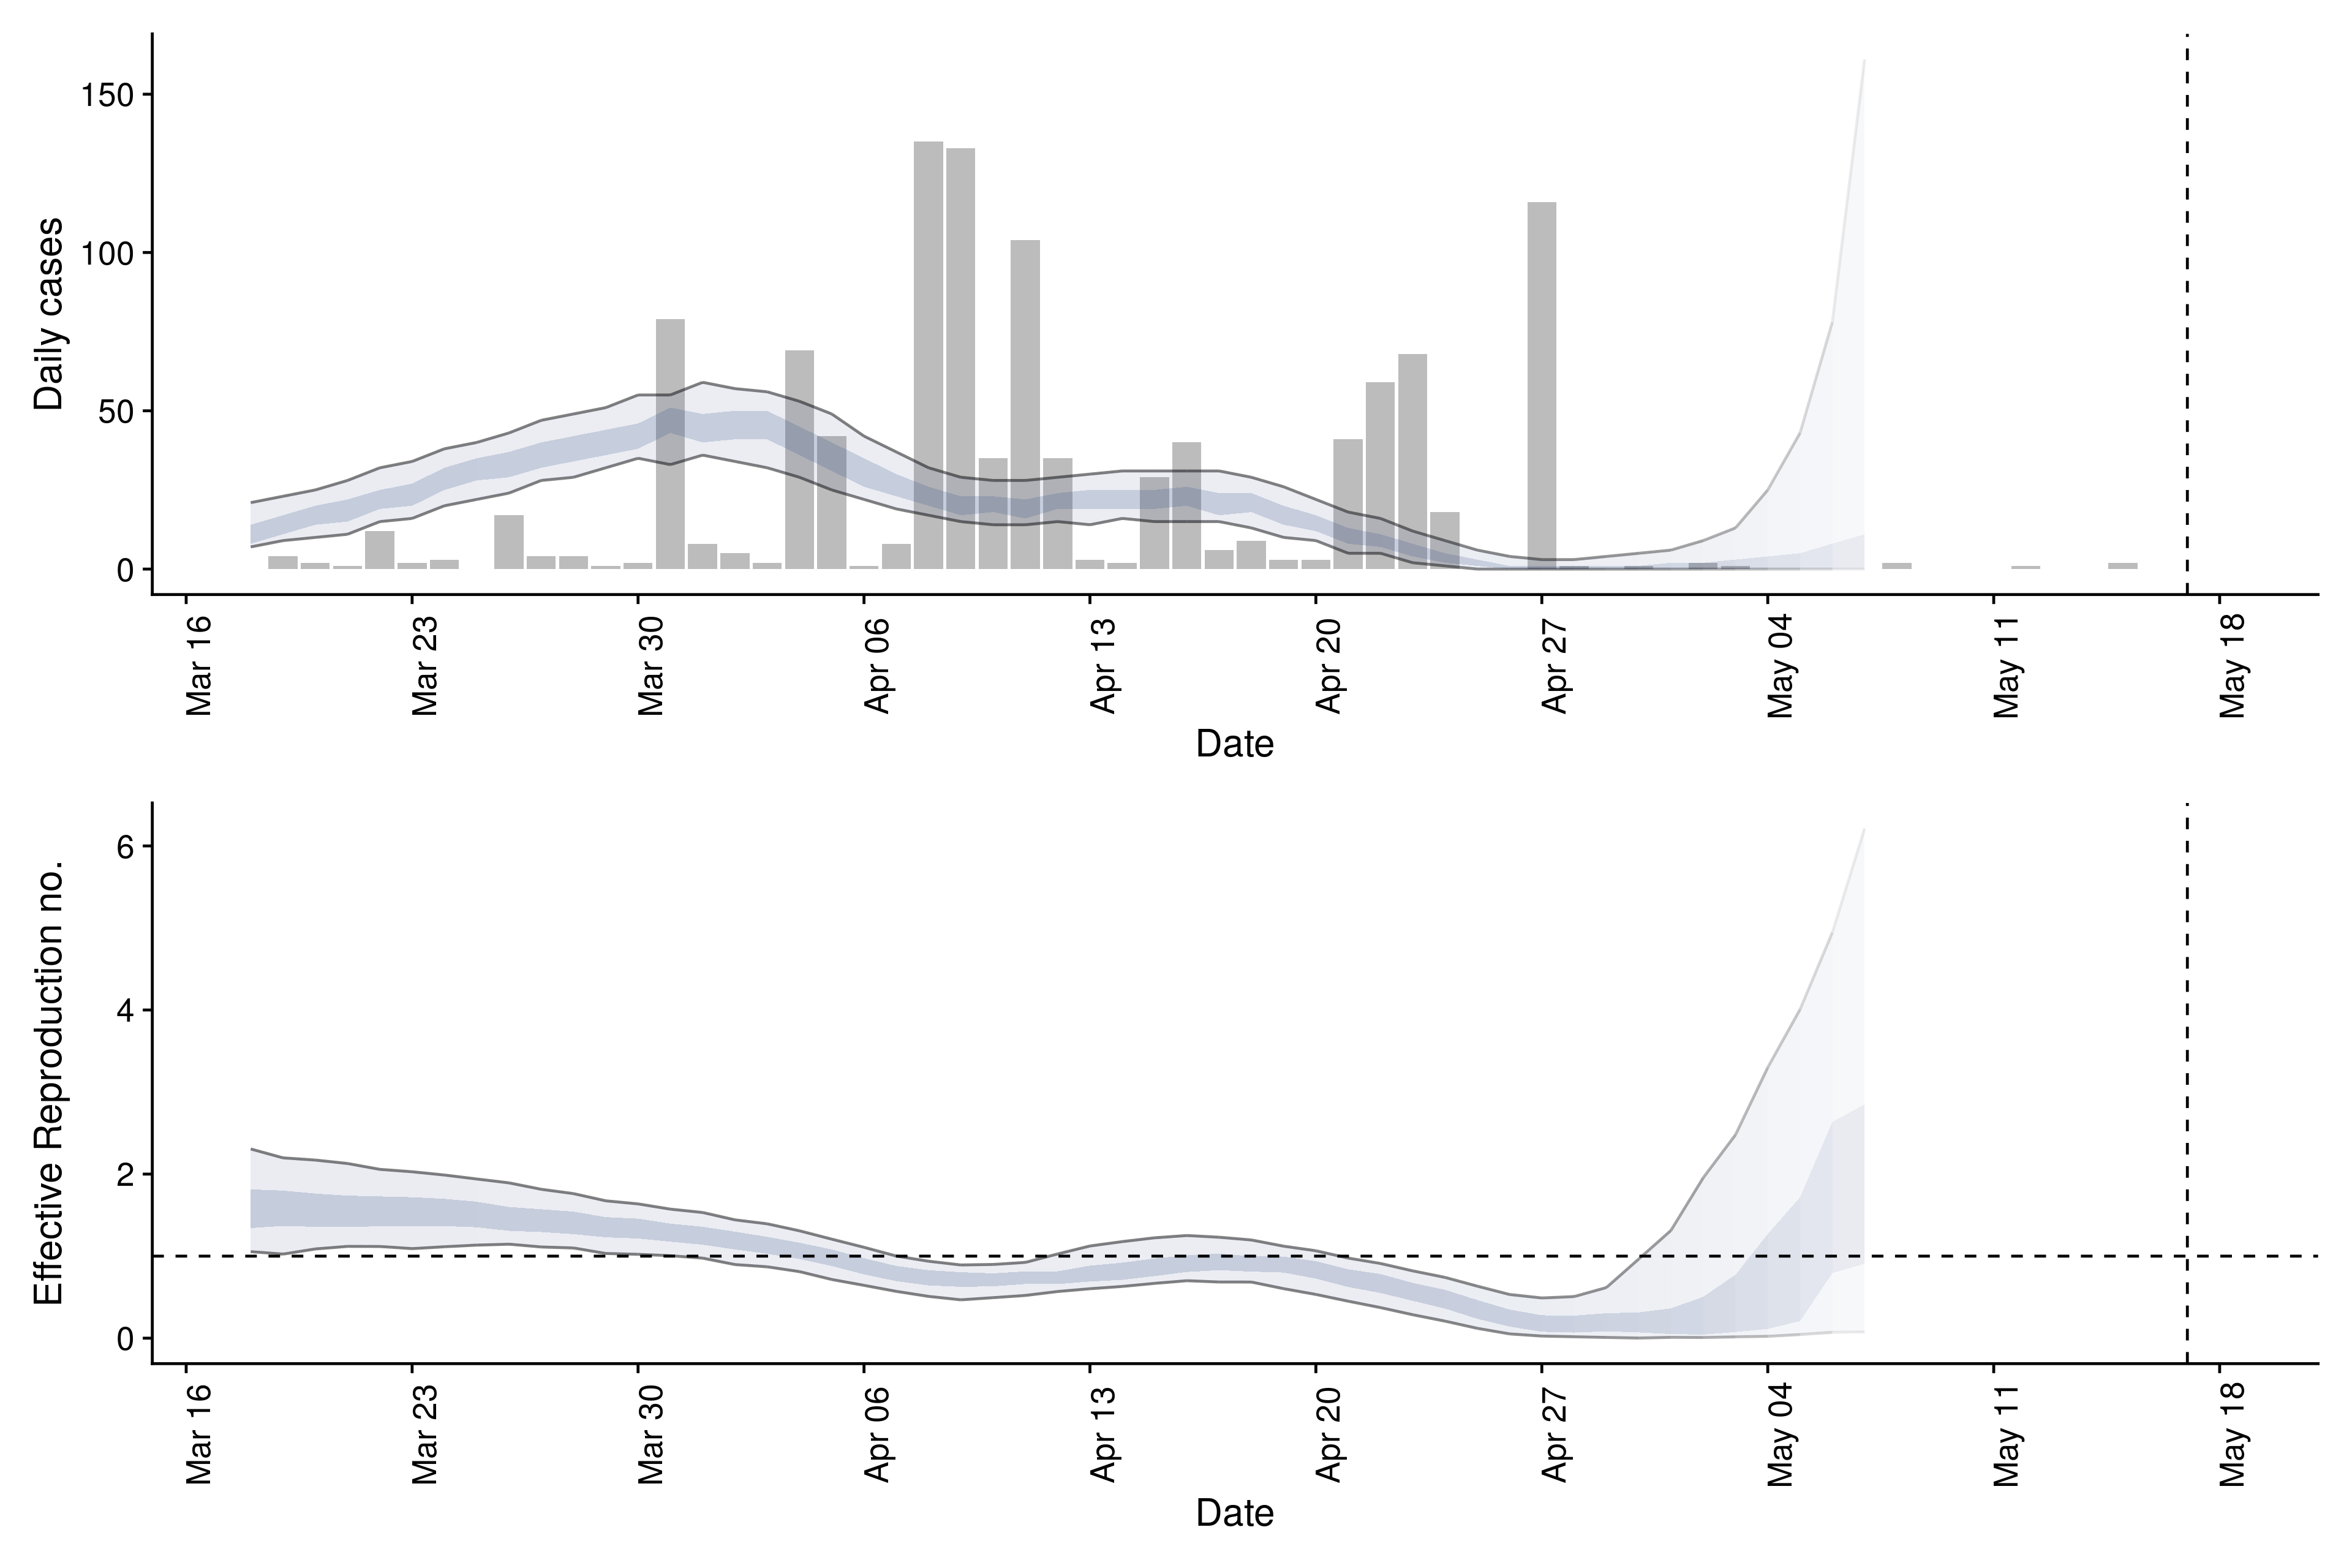 Daily cases
150
100
50
0
Mar 16
Mar 23
Mar 30
Apr 06
Apr 13
Apr 20
Apr 27
May 04
May 11
May 18
Date
Effective Reproduction no.
6
4
2
0
Mar 16
Mar 23
Mar 30
Apr 06
Apr 13
Apr 20
Apr 27
May 04
May 11
May 18
Date